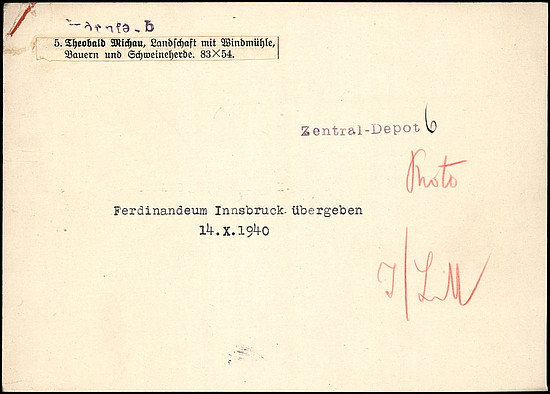 5. Theobald Michau, Landschaft mit Windmühle,
Bauern und Schweineherde. 83×54.
Zentral-Depot 6
Photo
Ferdinandeum Innsbruck übergeben
14.X.1940